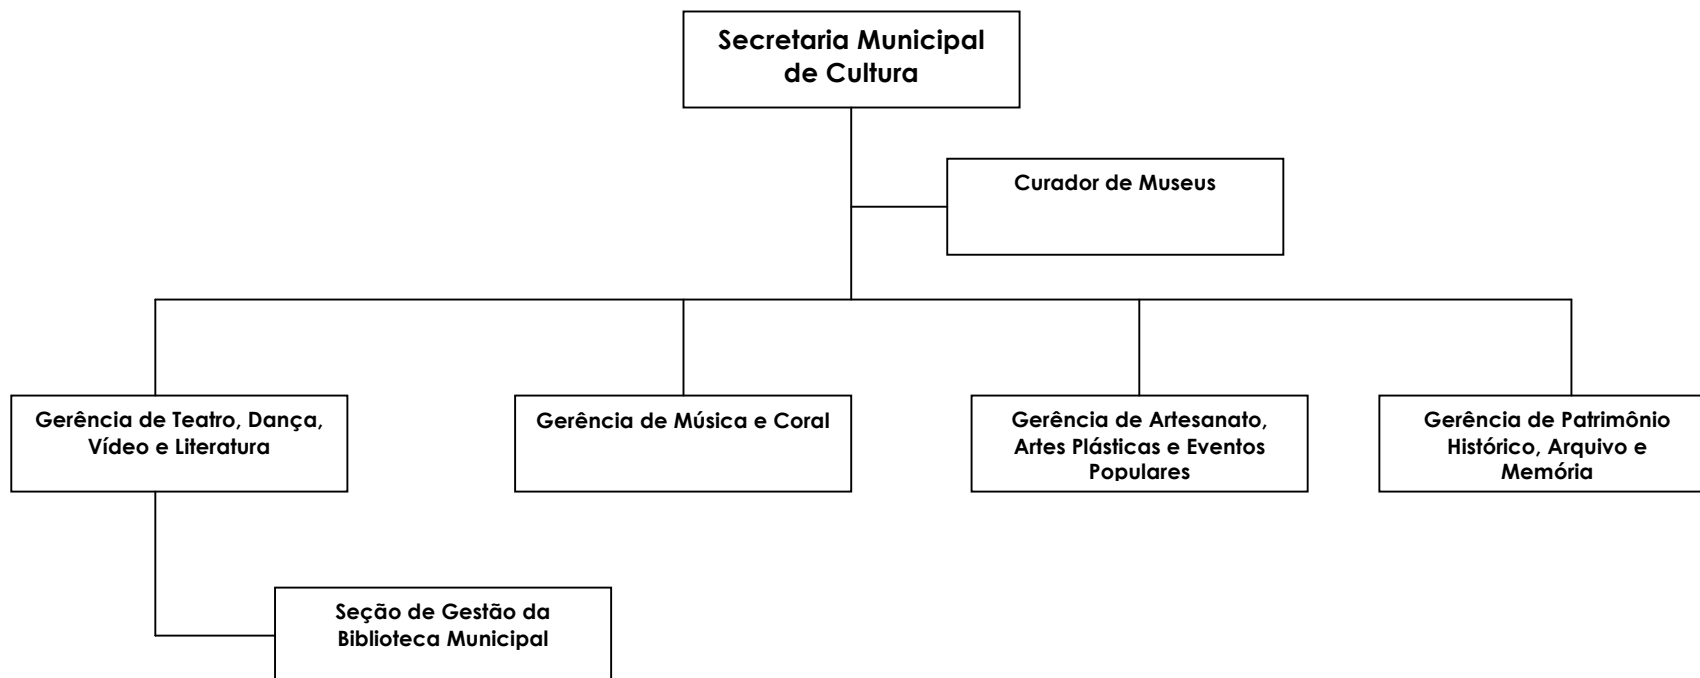 Secretaria Municipal
de Cultura
Curador de Museus
Gerência de Teatro, Dança,
Vídeo e Literatura
Gerência de Música e Coral
Gerência de Artesanato,
Artes Plásticas e Eventos
Populares
Gerência de Patrimônio
Histórico, Arquivo e
Memória
Seção de Gestão da
Biblioteca Municipal